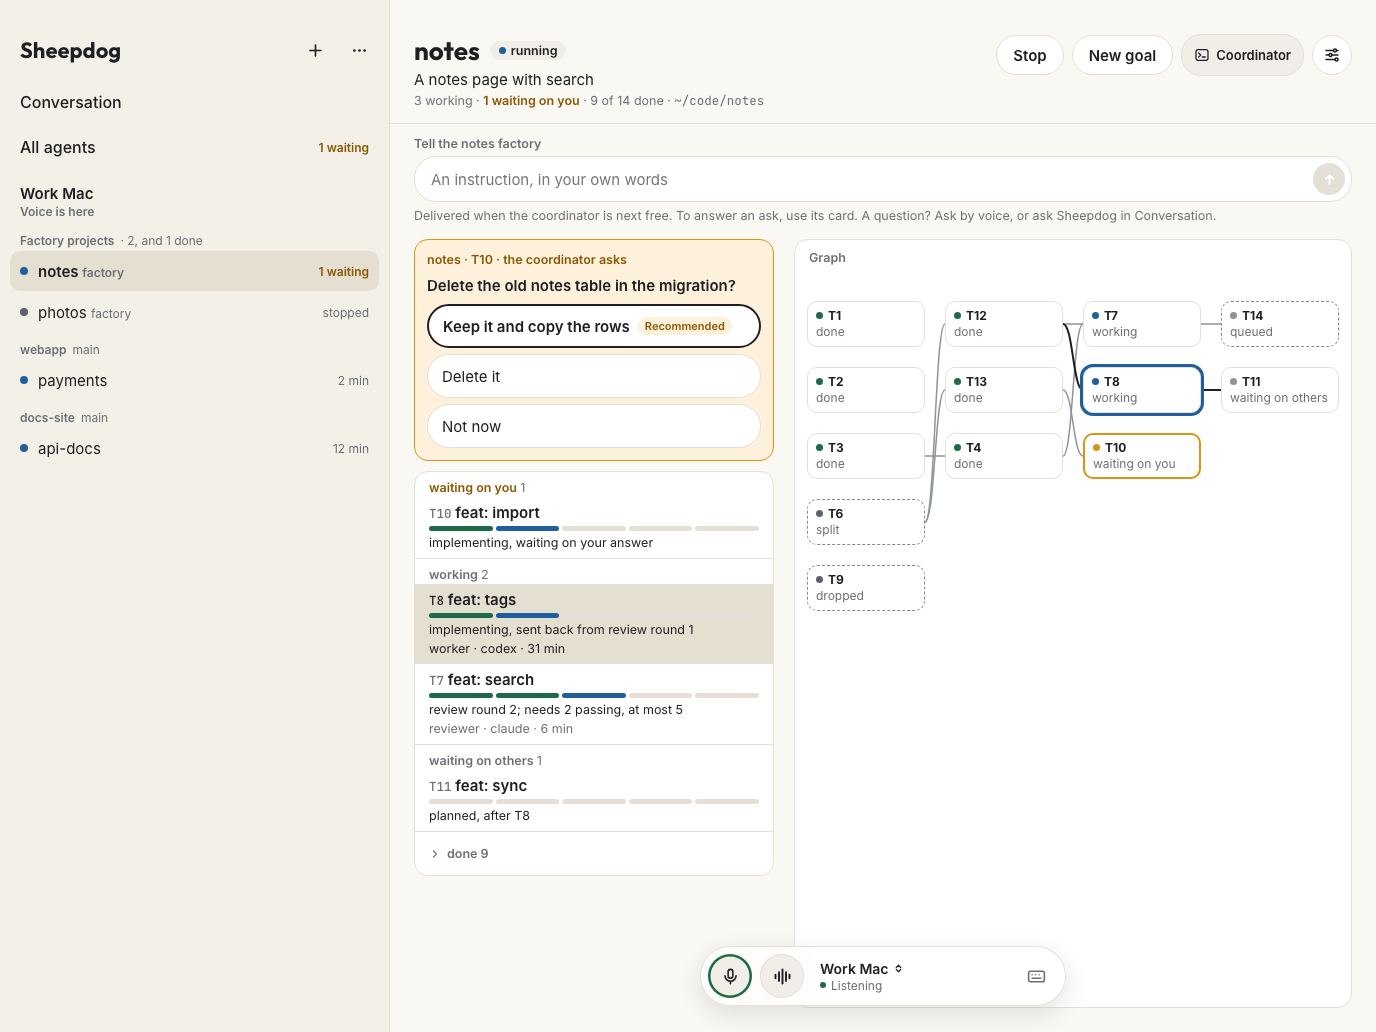 Sheepdog
Conversation
All agents 1 waiting
Work Mac
Voice is here
Factory projects · 2, and 1 done
notes factory 1 waiting
photos factory stopped
webapp main
payments 2 min
docs-site main
api-docs 12 min
notes running
A notes page with search
3 working · 1 waiting on you · 9 of 14 done · ~/code/notes
Stop
New goal
Coordinator
Tell the notes factory
An instruction, in your own words
Delivered when the coordinator is next free. To answer an ask, use its card. A question? Ask by voice, or ask Sheepdog in Conversation.
notes · T10 · the coordinator asks
Delete the old notes table in the migration?
Keep it and copy the rows Recommended
Delete it
Not now
waiting on you 1
T10 feat: import
implementing, waiting on your answer
working 2
T8 feat: tags
implementing, sent back from review round 1
worker · codex · 31 min
T7 feat: search
review round 2; needs 2 passing, at most 5
reviewer · claude · 6 min
waiting on others 1
T11 feat: sync
planned, after T8
done 9
Graph
T1
done
T12
done
T7
working
T14
queued
T2
done
T13
done
T8
working
T11
waiting on others
T3
done
T4
done
T10
waiting on you
T6
split
T9
dropped
Work Mac
Listening